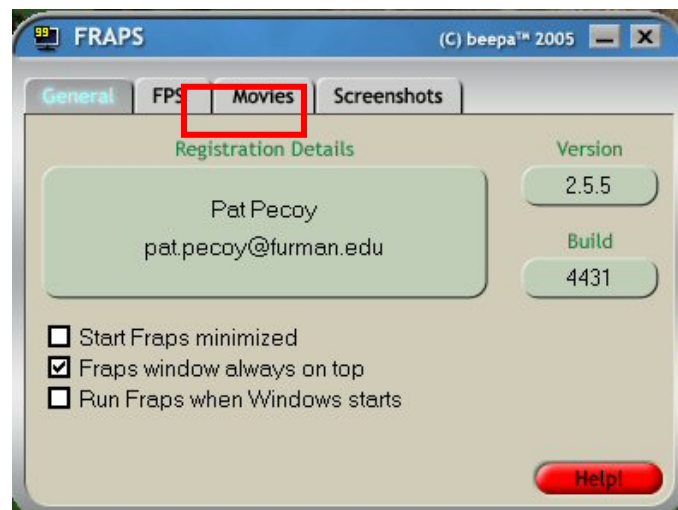 99
FRAPS
(C) beepa™ 2005
General
FPS
Movies
Screenshots
Registration Details
Version
Pat Pecoy
pat.pecoy@furman.edu
2.5.5
Build
4431
Start Fraps minimized
Fraps window always on top
Run Fraps when Windows starts
Help!